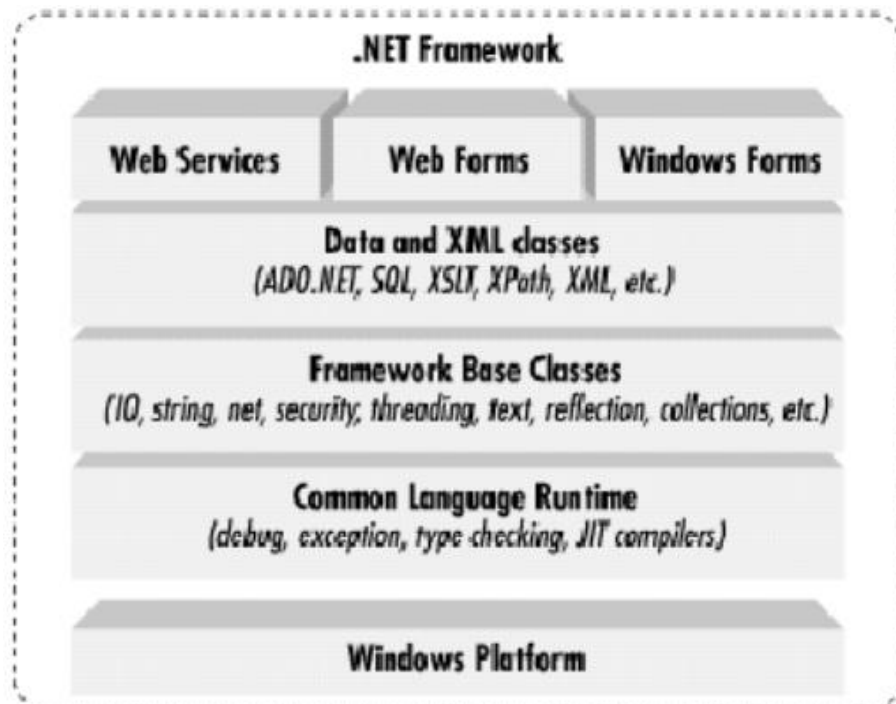 .NET Framework
Web Services Web Forms Windows Forms
Data and XML classes
(ADO.NET, SQL, XSLT, XPath, XML, etc.)
Framework Base Classes
(IO, string, net, security, threading, text, reflection, collections, etc.)
Common Language Runtime
(debug, exception, type checking, JIT compilers)
Windows Platform